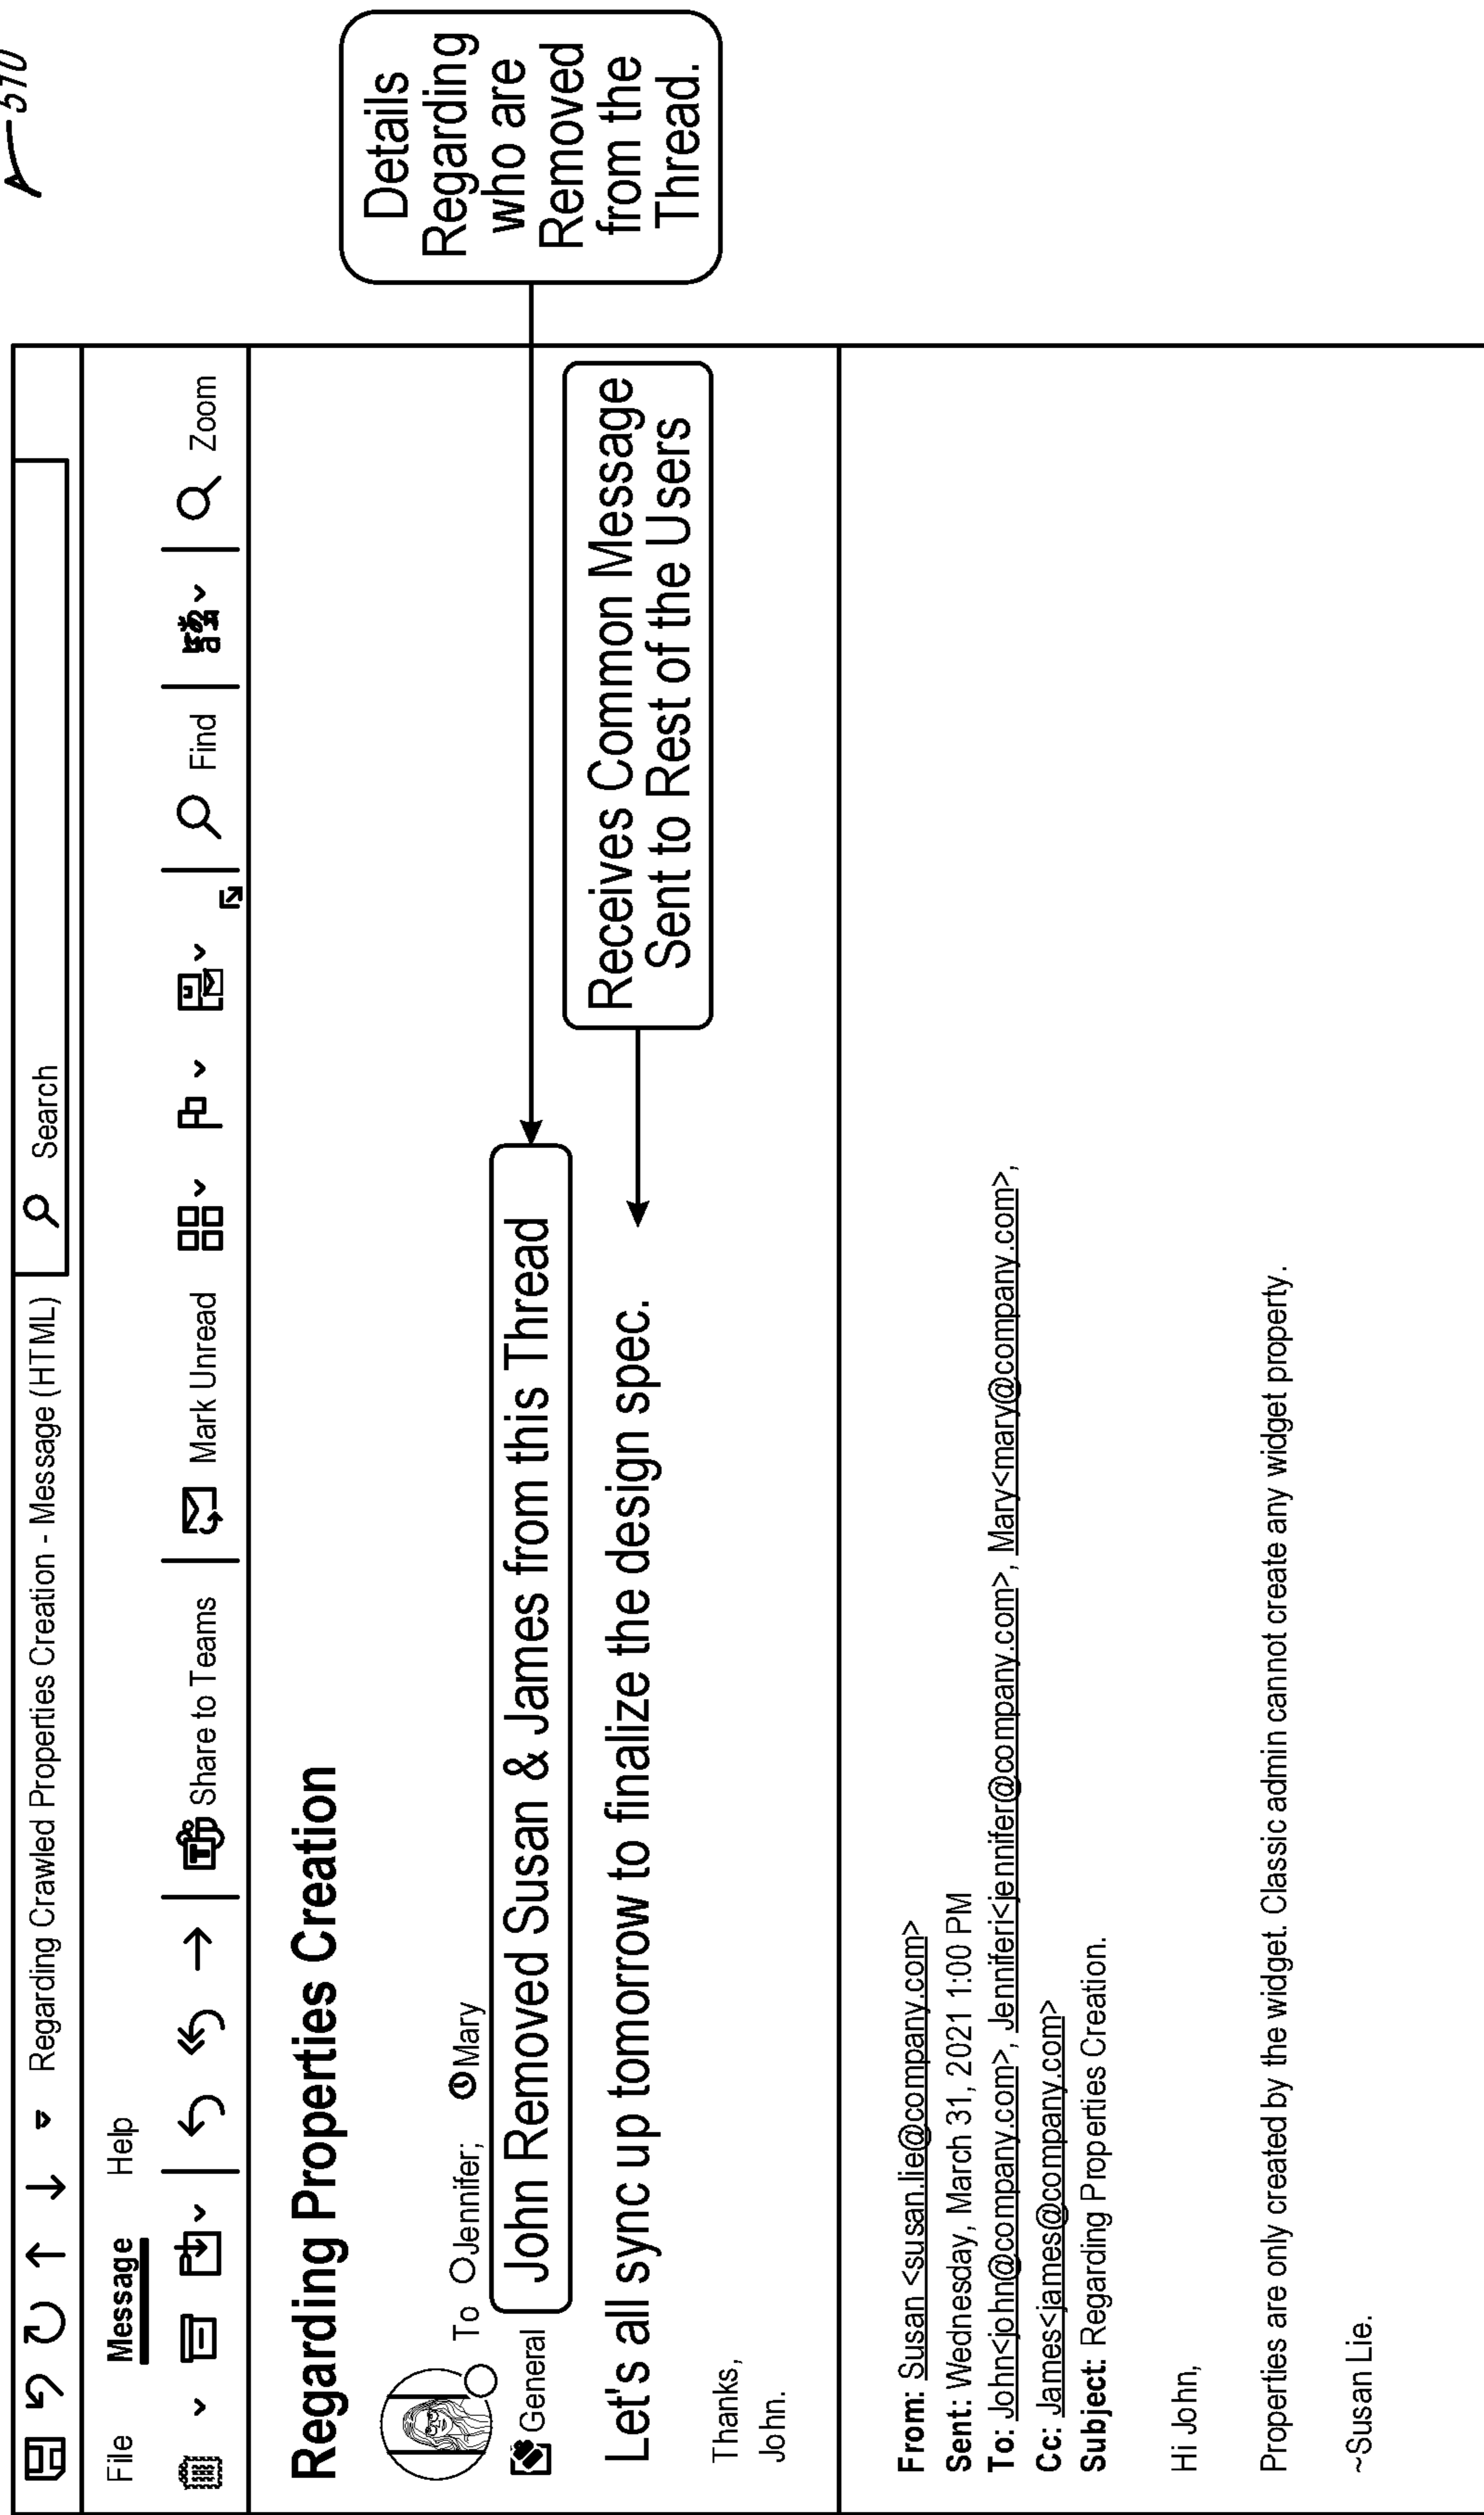 510
Regarding Crawled Properties Creation - Message (HTML)
Search
File Message Help
Share to Teams
Mark Unread
Find
Zoom
Regarding Properties Creation
To Jennifer; Mary
General
John Removed Susan & James from this Thread
Details
Regarding
who are
Removed
from the
Thread.
Let's all sync up tomorrow to finalize the design spec.
Receives Common Message
Sent to Rest of the Users
Thanks,
John.
From: Susan <susan.lie@company.com>
Sent: Wednesday, March 31, 2021 1:00 PM
To: John<john@company.com>, Jenniferi<jennifer@company.com>, Mary<mary@company.com>,
Cc: James<james@company.com>
Subject: Regarding Properties Creation.
Hi John,
Properties are only created by the widget. Classic admin cannot create any widget property.
~Susan Lie.